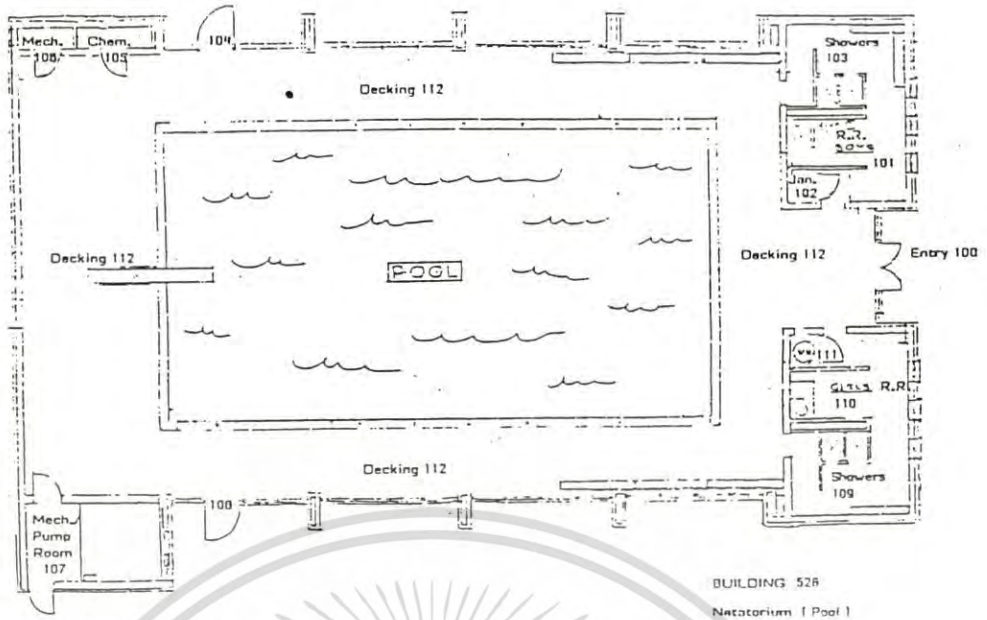 Mech.
106
Chem.
105
104
Decking 112
Showers
103
R.R.
101
Jan.
102
Decking 112
POOL
Decking 112
Entry 100
111
R.R.
110
Decking 112
Showers
109
Mech./
Pump
Room
107
BUILDING 528
Natatorium [ Pool ]